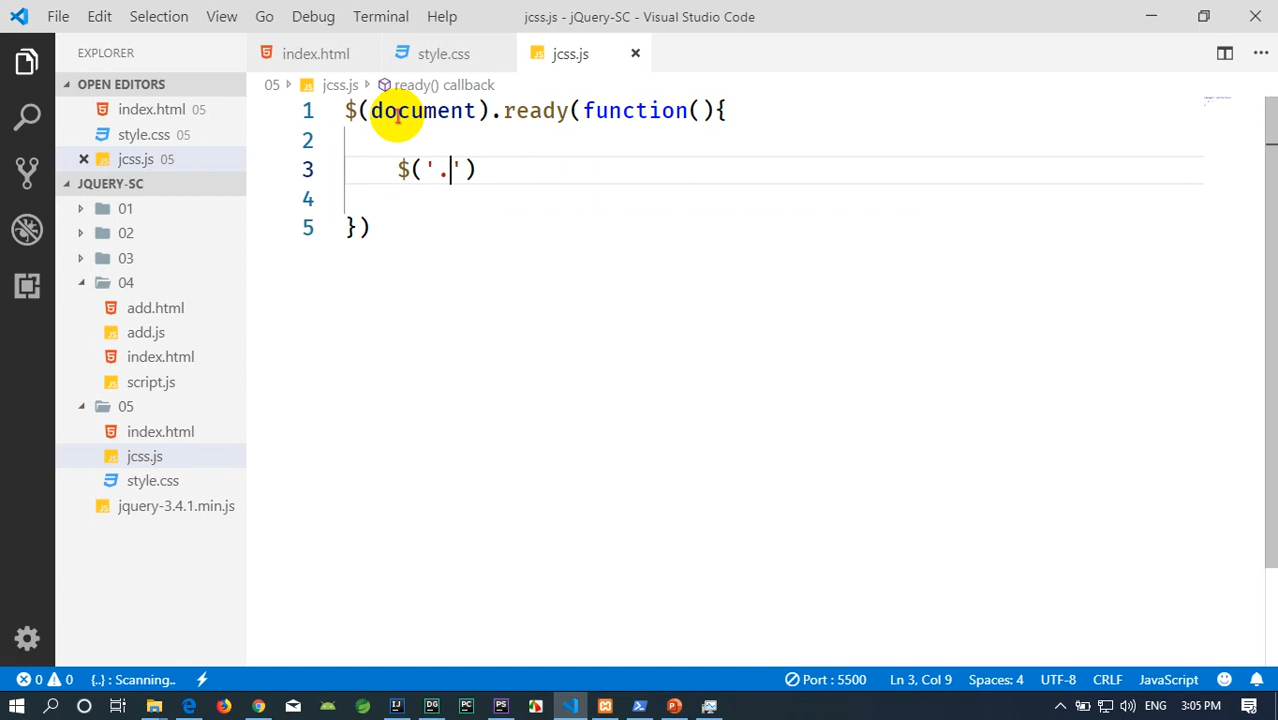 File Edit Selection View Go Debug Terminal Help
jcss.js - jQuery-SC - Visual Studio Code
EXPLORER
index.html
style.css
jcss.js
OPEN EDITORS
index.html 05
style.css 05
jcss.js 05
JQUERY-SC
01
02
03
04
add.html
add.js
index.html
script.js
05
index.html
jcss.js
style.css
jquery-3.4.1.min.js
05 jcss.js ready() callback
1 $(document).ready(function(){
2
3 $('.')
4
5 })
0 0 {..} : Scanning..
Port : 5500
Ln 3, Col 9
Spaces: 4
UTF-8
CRLF
JavaScript
ENG
3:05 PM